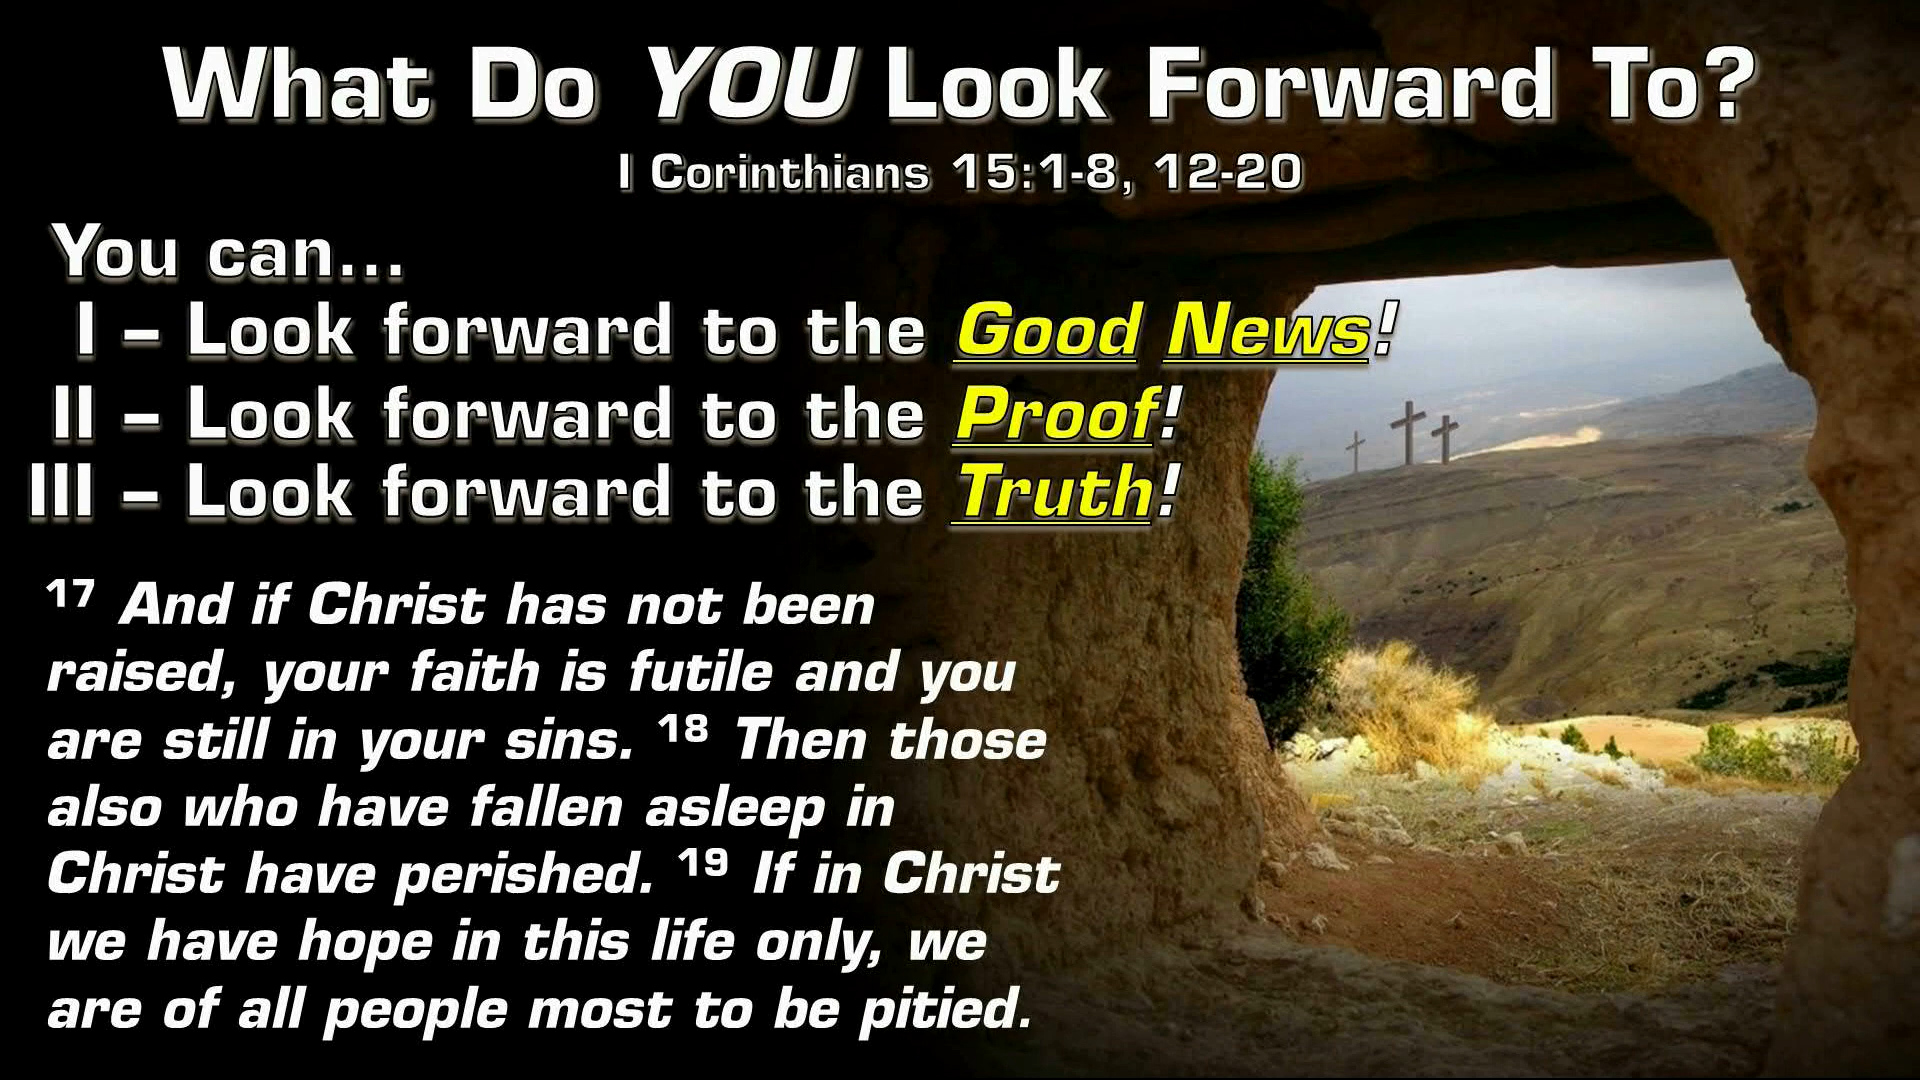 What Do YOU Look Forward To?
I Corinthians 15:1-8, 12-20
You can...
I – Look forward to the Good News!
II – Look forward to the Proof!
III – Look forward to the Truth!
17 And if Christ has not been
raised, your faith is futile and you
are still in your sins. 18 Then those
also who have fallen asleep in
Christ have perished. 19 If in Christ
we have hope in this life only, we
are of all people most to be pitied.